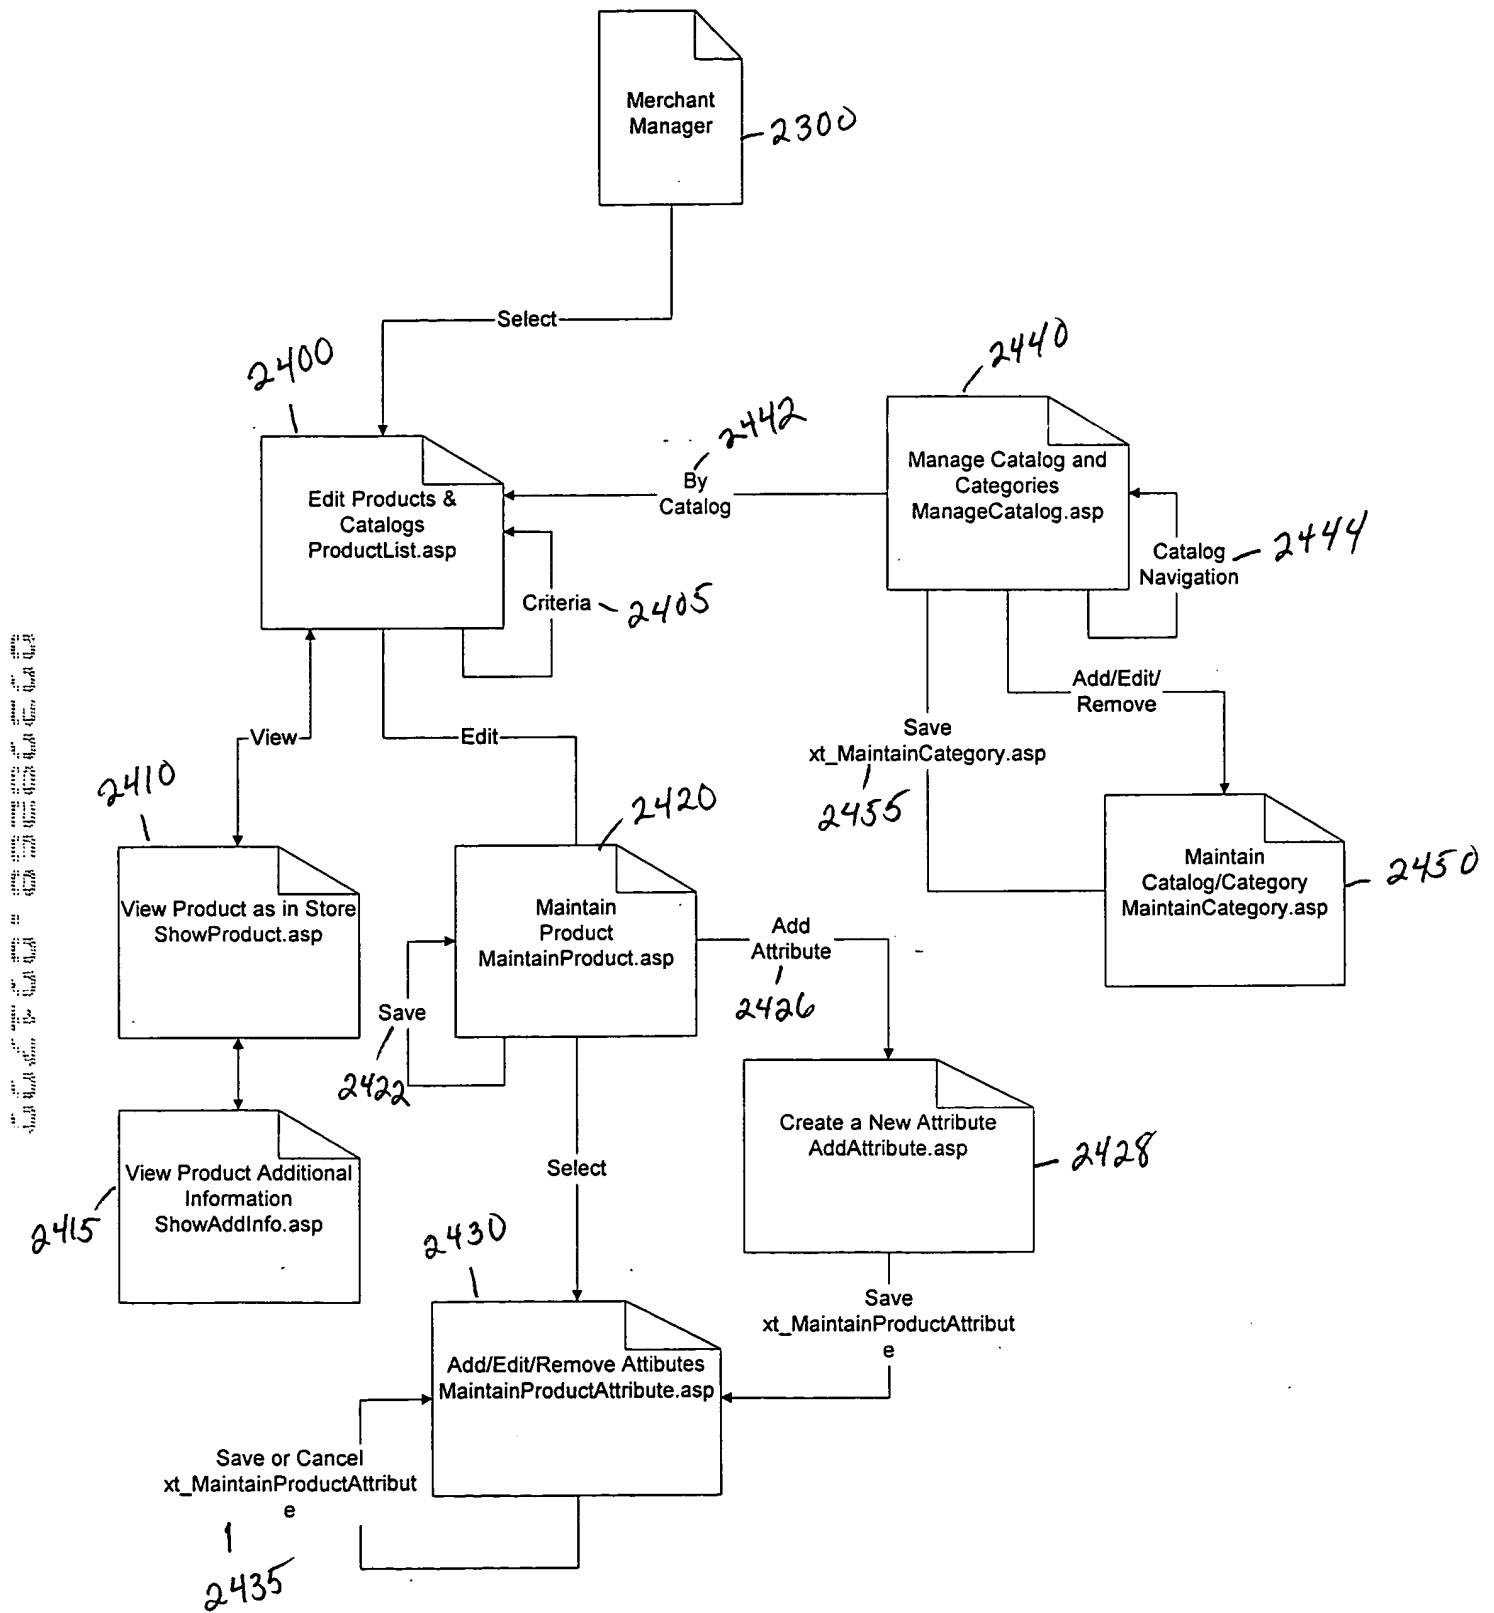 Merchant
Manager
2300
Select
2400
2440
2442
By
Catalog
Manage Catalog and
Categories
ManageCatalog.asp
Edit Products &
Catalogs
ProductList.asp
Catalog
Navigation
2444
Criteria
2405
Add/Edit/
Remove
Save
xt_MaintainCategory.asp
2455
View
Edit
2410
2420
Maintain
Catalog/Category
MaintainCategory.asp
2450
View Product as in Store
ShowProduct.asp
Maintain
Product
MaintainProduct.asp
Add
Attribute
2426
Save
2422
Create a New Attribute
AddAttribute.asp
2428
View Product Additional
Information
ShowAddInfo.asp
2415
Select
2430
Save
xt_MaintainProductAttribut
e
Add/Edit/Remove Attibutes
MaintainProductAttribute.asp
Save or Cancel
xt_MaintainProductAttribut
e
2435